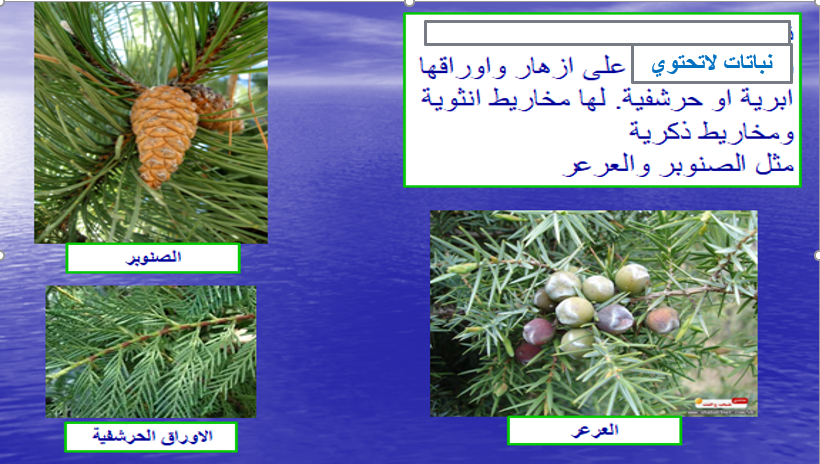 نباتات لاتحتوي
على ازهار واوراقها
ابرية او حرشفية. لها مخاريط انثوية
ومخاريط ذكرية
مثل الصنوبر والعرعر
الصنوبر
الاوراق الحرشفية
العرعر